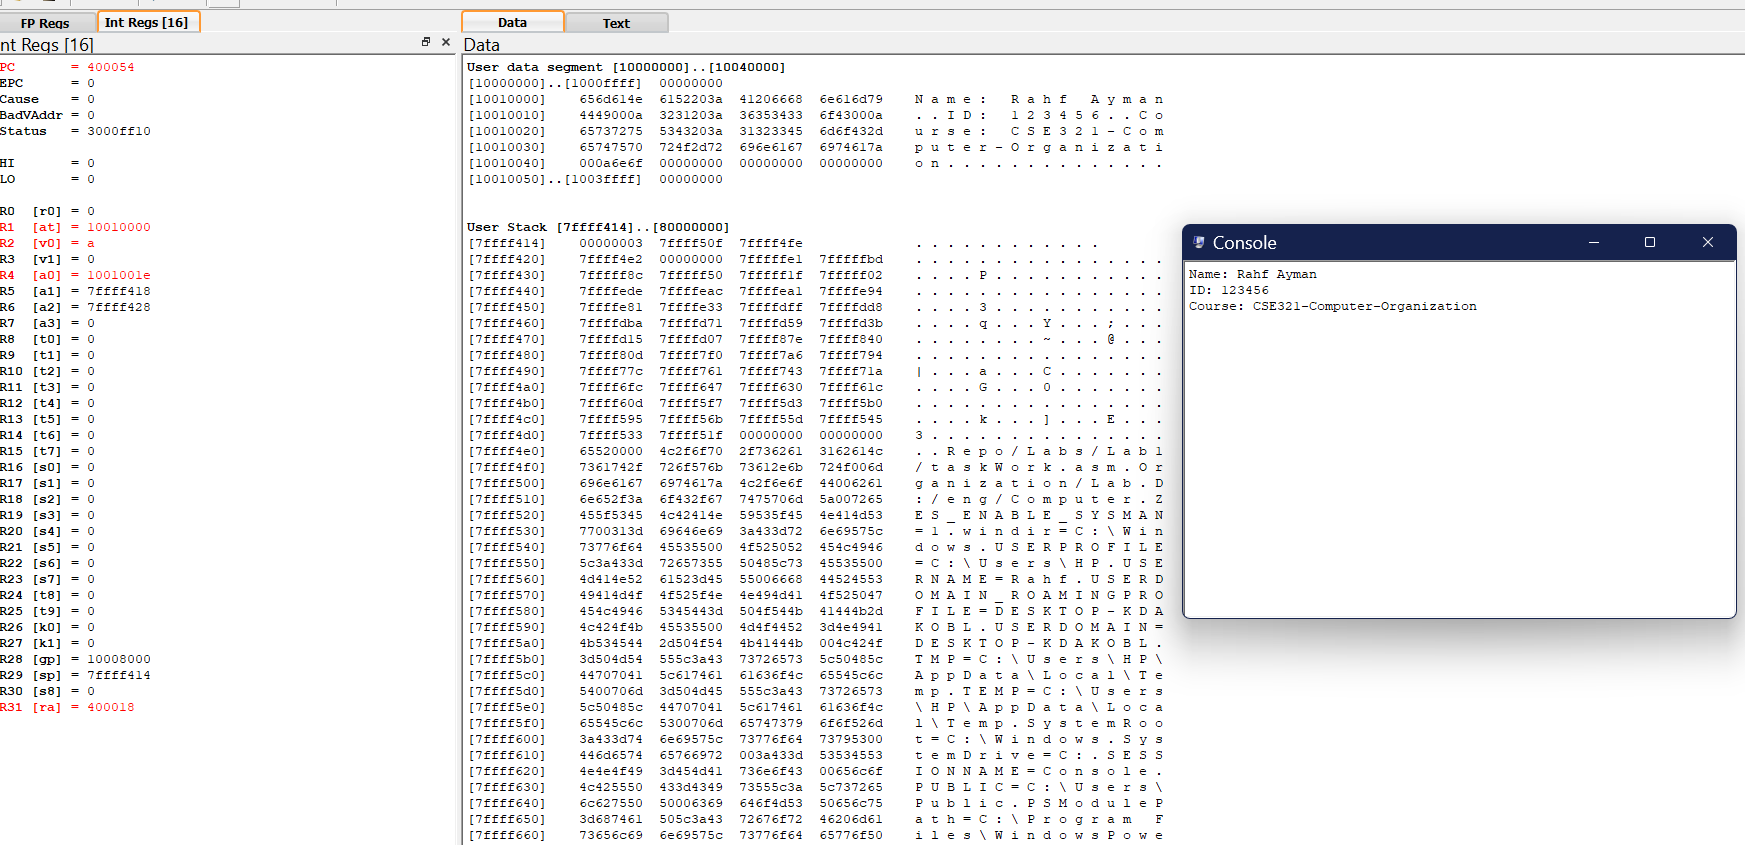 FP Regs
Int Regs [16]
Data
Text
nt Regs [16]
Data
PC       = 400054
EPC      = 0
Cause    = 0
BadVAddr = 0
Status   = 3000ff10
HI       = 0
LO       = 0
R0  [r0] = 0
R1  [at] = 10010000
R2  [v0] = a
R3  [v1] = 0
R4  [a0] = 1001001e
R5  [a1] = 7ffff418
R6  [a2] = 7ffff428
R7  [a3] = 0
R8  [t0] = 0
R9  [t1] = 0
R10 [t2] = 0
R11 [t3] = 0
R12 [t4] = 0
R13 [t5] = 0
R14 [t6] = 0
R15 [t7] = 0
R16 [s0] = 0
R17 [s1] = 0
R18 [s2] = 0
R19 [s3] = 0
R20 [s4] = 0
R21 [s5] = 0
R22 [s6] = 0
R23 [s7] = 0
R24 [t8] = 0
R25 [t9] = 0
R26 [k0] = 0
R27 [k1] = 0
R28 [gp] = 10008000
R29 [sp] = 7ffff414
R30 [s8] = 0
R31 [ra] = 400018
User data segment [10000000]..[10040000]
[10000000]..[1000ffff]  00000000
[10010000]    656d614e  6152203a  41206668  6e616d79    N a m e :   R a h f   A y m a n
[10010010]    4449000a  3231203a  36353433  6f43000a    . . I D :   1 2 3 4 5 6 . . C o
[10010020]    65737275  5343203a  31323345  6d6f432d    u r s e :   C S E 3 2 1 - C o m
[10010030]    65747570  724f2d72  696e6167  6974617a    p u t e r - O r g a n i z a t i
[10010040]    000a6e6f  00000000  00000000  00000000    o n . . . . . . . . . . . . . .
[10010050]..[1003ffff]  00000000
User Stack [7ffff414]..[80000000]
[7ffff414]    00000003  7ffff50f  7ffff4fe              . . . . . . . . . . . .
[7ffff420]    7ffff4e2  00000000  7fffffe1  7fffffbd    . . . . . . . . . . . . . . . .
[7ffff430]    7fffff8c  7fffff50  7fffff1f  7fffff02    . . . . P . . . . . . . . . . .
[7ffff440]    7ffffede  7ffffeac  7ffffea1  7ffffe94    . . . . . . . . . . . . . . . .
[7ffff450]    7ffffe81  7ffffe33  7ffffdff  7ffffdd8    . . . . 3 . . . . . . . . . . .
[7ffff460]    7ffffdba  7ffffd71  7ffffd59  7ffffd3b    . . . . q . . . Y . . . ; . . .
[7ffff470]    7ffffd15  7ffffd07  7ffff87e  7ffff840    . . . . . . . . ~ . . . @ . . .
[7ffff480]    7ffff80d  7ffff7f0  7ffff7a6  7ffff794    . . . . . . . . . . . . . . . .
[7ffff490]    7ffff77c  7ffff761  7ffff743  7ffff71a    | . . . a . . . C . . . . . . .
[7ffff4a0]    7ffff6fc  7ffff647  7ffff630  7ffff61c    . . . . G . . . 0 . . . . . . .
[7ffff4b0]    7ffff60d  7ffff5f7  7ffff5d3  7ffff5b0    . . . . . . . . . . . . . . . .
[7ffff4c0]    7ffff595  7ffff56b  7ffff55d  7ffff545    . . . . k . . . ] . . . E . . .
[7ffff4d0]    7ffff533  7ffff51f  00000000  00000000    3 . . . . . . . . . . . . . . .
[7ffff4e0]    65520000  4c2f6f70  2f736261  3162614c    . . R e p o / L a b s / L a b 1
[7ffff4f0]    7361742f  726f576b  73612e6b  724f006d    / t a s k W o r k . a s m . O r
[7ffff500]    696e6167  6974617a  4c2f6e6f  44006261    g a n i z a t i o n / L a b . D
[7ffff510]    6e652f3a  6f432f67  7475706d  5a007265    : / e n g / C o m p u t e r . Z
[7ffff520]    455f5345  4c42414e  59535f45  4e414d53    E S _ E N A B L E _ S Y S M A N
[7ffff530]    7700313d  69646e69  3a433d72  6e69575c    = 1 . w i n d i r = C : \ W i n
[7ffff540]    73776f64  45535500  4f525052  454c4946    d o w s . U S E R P R O F I L E
[7ffff550]    5c3a433d  72657355  50485c73  45535500    = C : \ U s e r s \ H P . U S E
[7ffff560]    4d414e52  61523d45  55006668  44524553    R N A M E = R a h f . U S E R D
[7ffff570]    49414d4f  4f525f4e  4e494d41  4f525047    O M A I N _ R O A M I N G P R O
[7ffff580]    454c4946  5345443d  504f544b  41444b2d    F I L E = D E S K T O P - K D A
[7ffff590]    4c424f4b  45535500  4d4f4452  3d4e4941    K O B L . U S E R D O M A I N =
[7ffff5a0]    4b534544  2d504f54  4b41444b  004c424f    D E S K T O P - K D A K O B L .
[7ffff5b0]    3d504d54  555c3a43  73726573  5c50485c    T M P = C : \ U s e r s \ H P \
[7ffff5c0]    44707041  5c617461  61636f4c  65545c6c    A p p D a t a \ L o c a l \ T e
[7ffff5d0]    5400706d  3d504d45  555c3a43  73726573    m p . T E M P = C : \ U s e r s
[7ffff5e0]    5c50485c  44707041  5c617461  61636f4c    \ H P \ A p p D a t a \ L o c a
[7ffff5f0]    65545c6c  5300706d  65747379  6f6f526d    l \ T e m p . S y s t e m R o o
[7ffff600]    3a433d74  6e69575c  73776f64  73795300    t = C : \ W i n d o w s . S y s
[7ffff610]    446d6574  65766972  003a433d  53534553    t e m D r i v e = C : . S E S S
[7ffff620]    4e4e4f49  3d454d41  736e6f43  00656c6f    I O N N A M E = C o n s o l e .
[7ffff630]    4c425550  433d4349  73555c3a  5c737265    P U B L I C = C : \ U s e r s \
[7ffff640]    6c627550  50006369  646f4d53  50656c75    P u b l i c . P S M o d u l e P
[7ffff650]    3d687461  505c3a43  72676f72  46206d61    a t h = C : \ P r o g r a m   F
[7ffff660]    73656c69  6e69575c  73776f64  65776f50    i l e s \ W i n d o w s P o w e
Console
Name: Rahf Ayman
ID: 123456
Course: CSE321-Computer-Organization